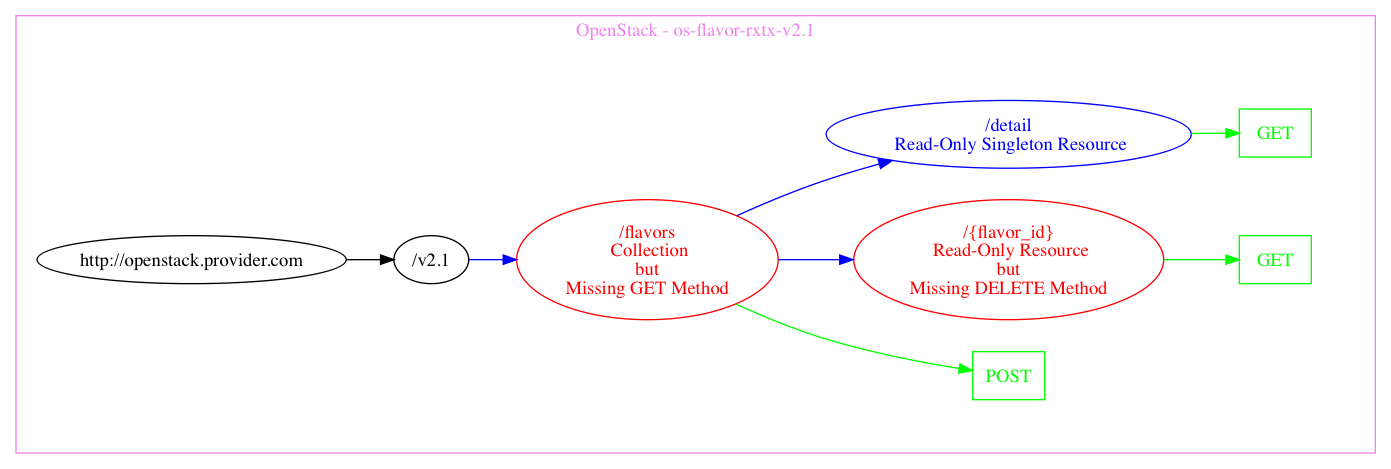 OpenStack - os-flavor-rxtx-v2.1
http://openstack.provider.com
/v2.1
/flavors
Collection
but
Missing GET Method
/detail
Read-Only Singleton Resource
GET
/{flavor_id}
Read-Only Resource
but
Missing DELETE Method
GET
POST